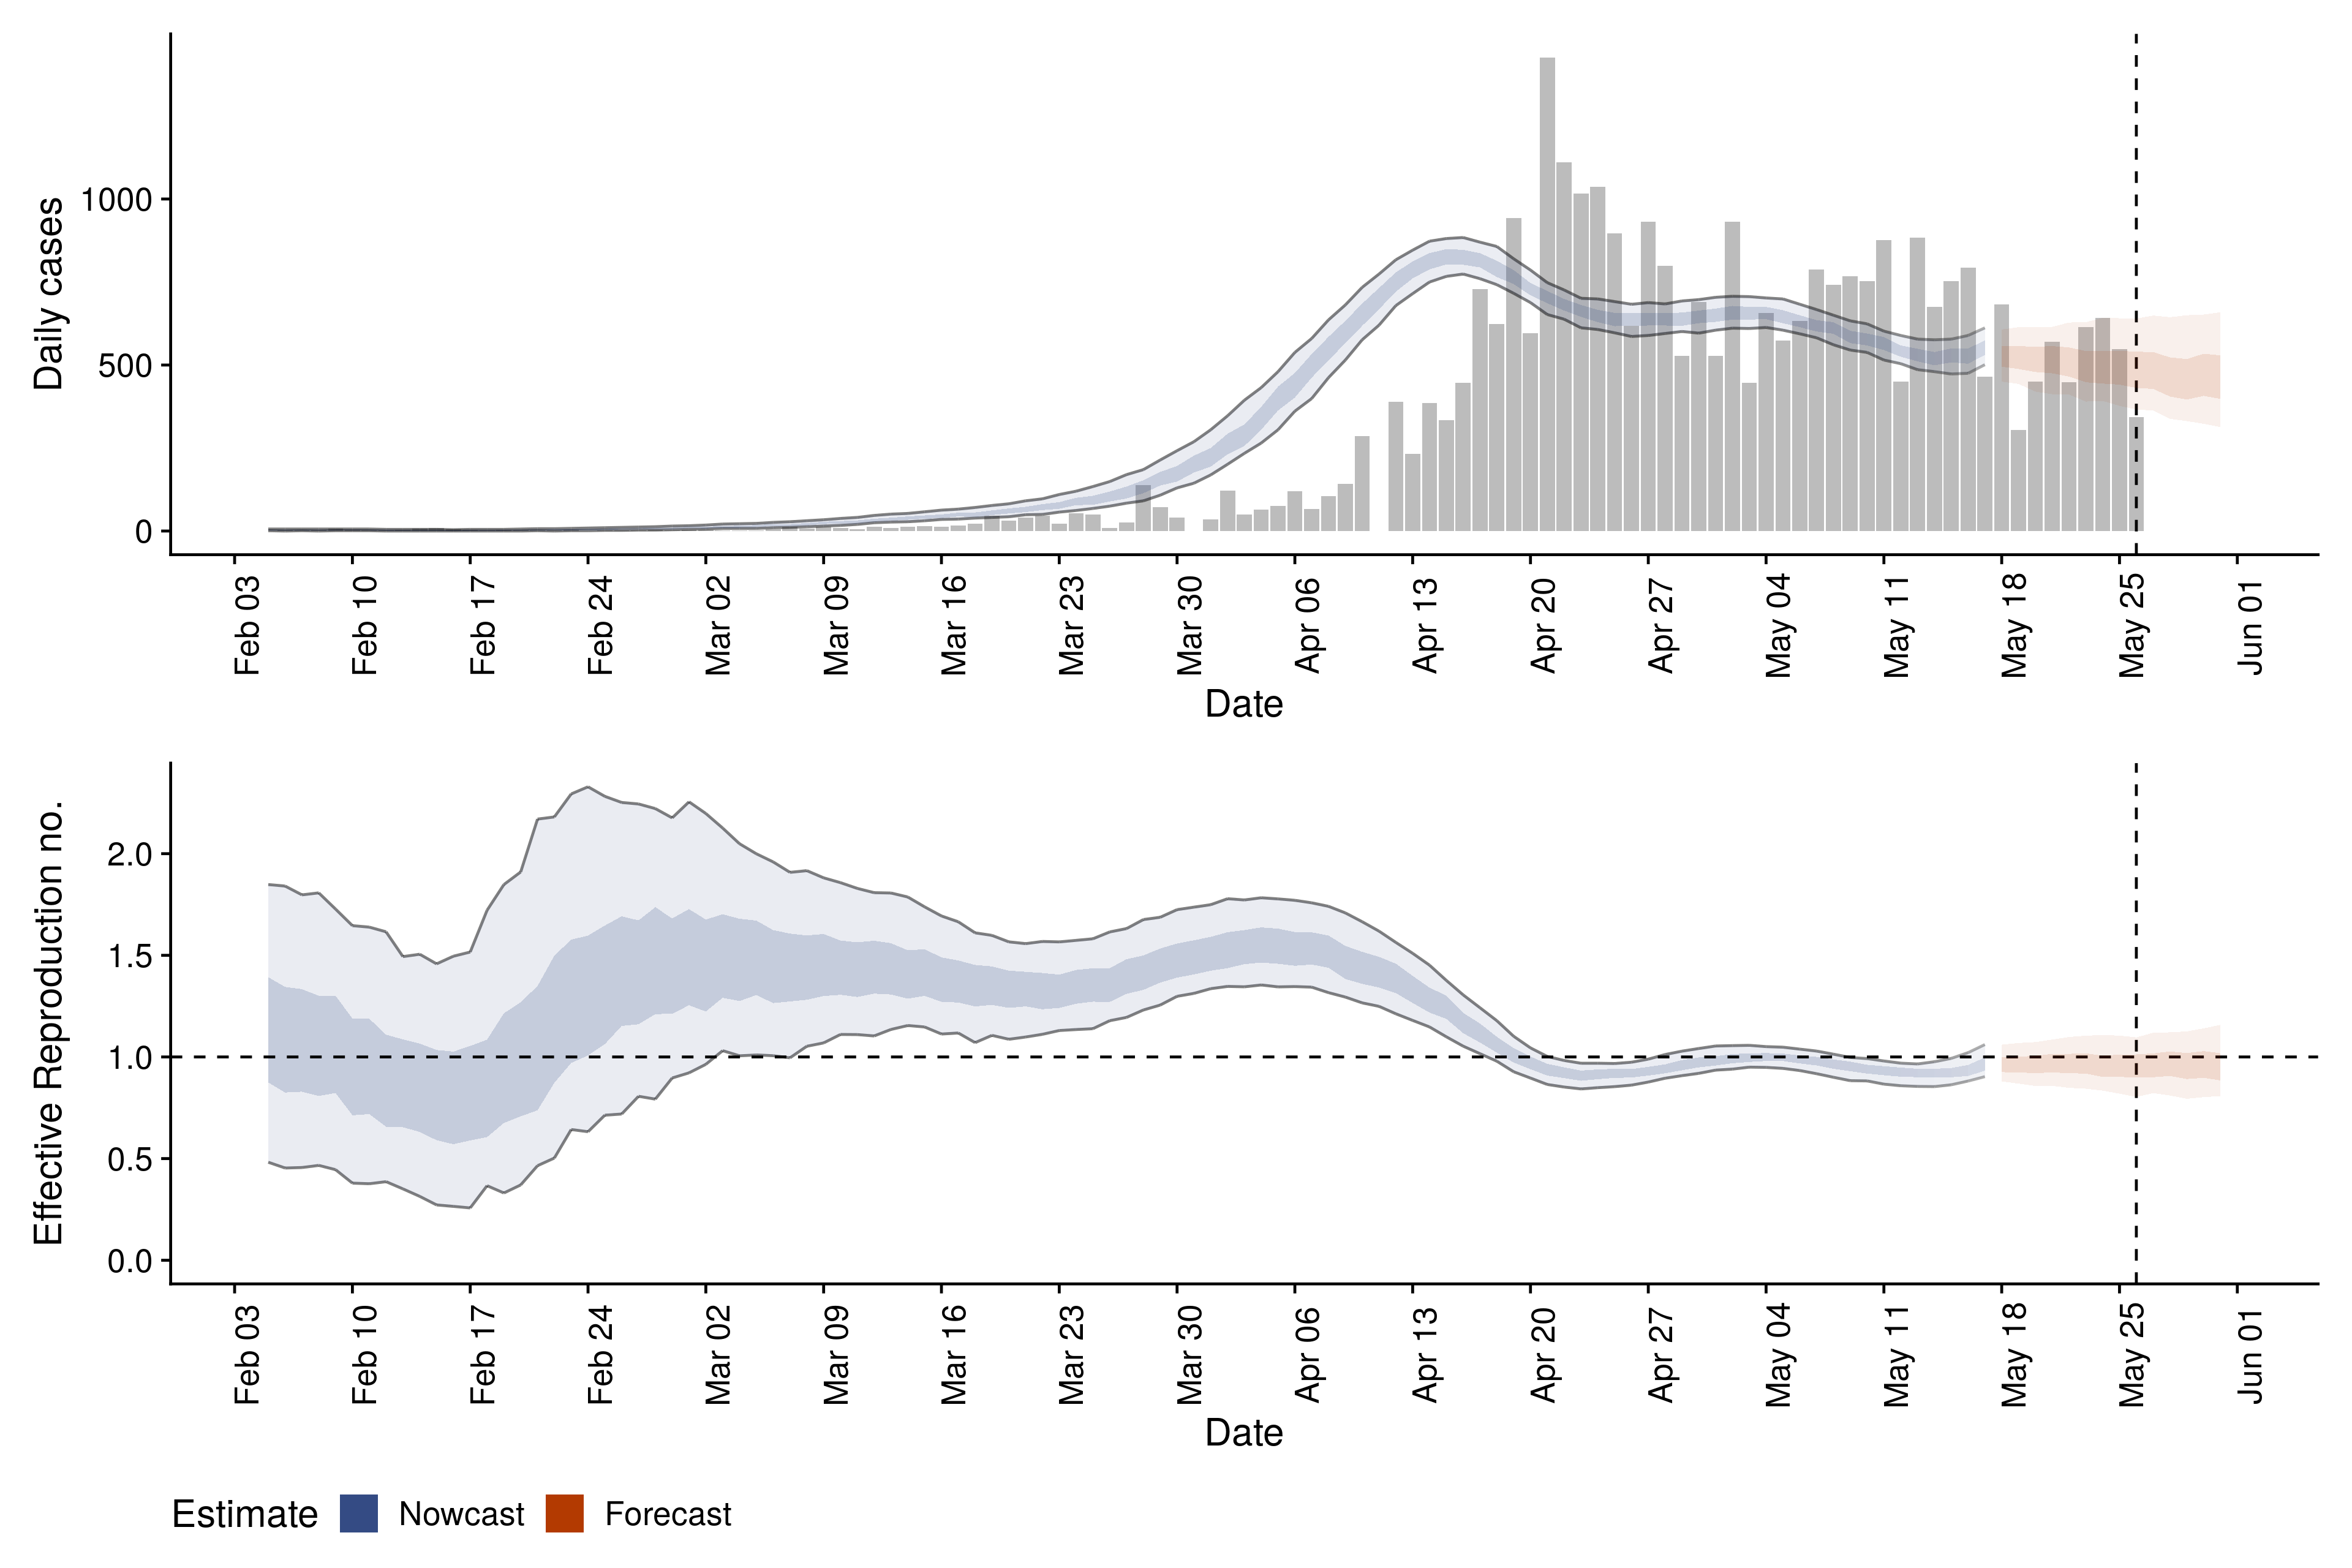 Daily cases
1000
500
0
Feb 03
Feb 10
Feb 17
Feb 24
Mar 02
Mar 09
Mar 16
Mar 23
Mar 30
Apr 06
Apr 13
Apr 20
Apr 27
May 04
May 11
May 18
May 25
Jun 01
Date
Effective Reproduction no.
2.0
1.5
1.0
0.5
0.0
Feb 03
Feb 10
Feb 17
Feb 24
Mar 02
Mar 09
Mar 16
Mar 23
Mar 30
Apr 06
Apr 13
Apr 20
Apr 27
May 04
May 11
May 18
May 25
Jun 01
Date
Estimate Nowcast Forecast